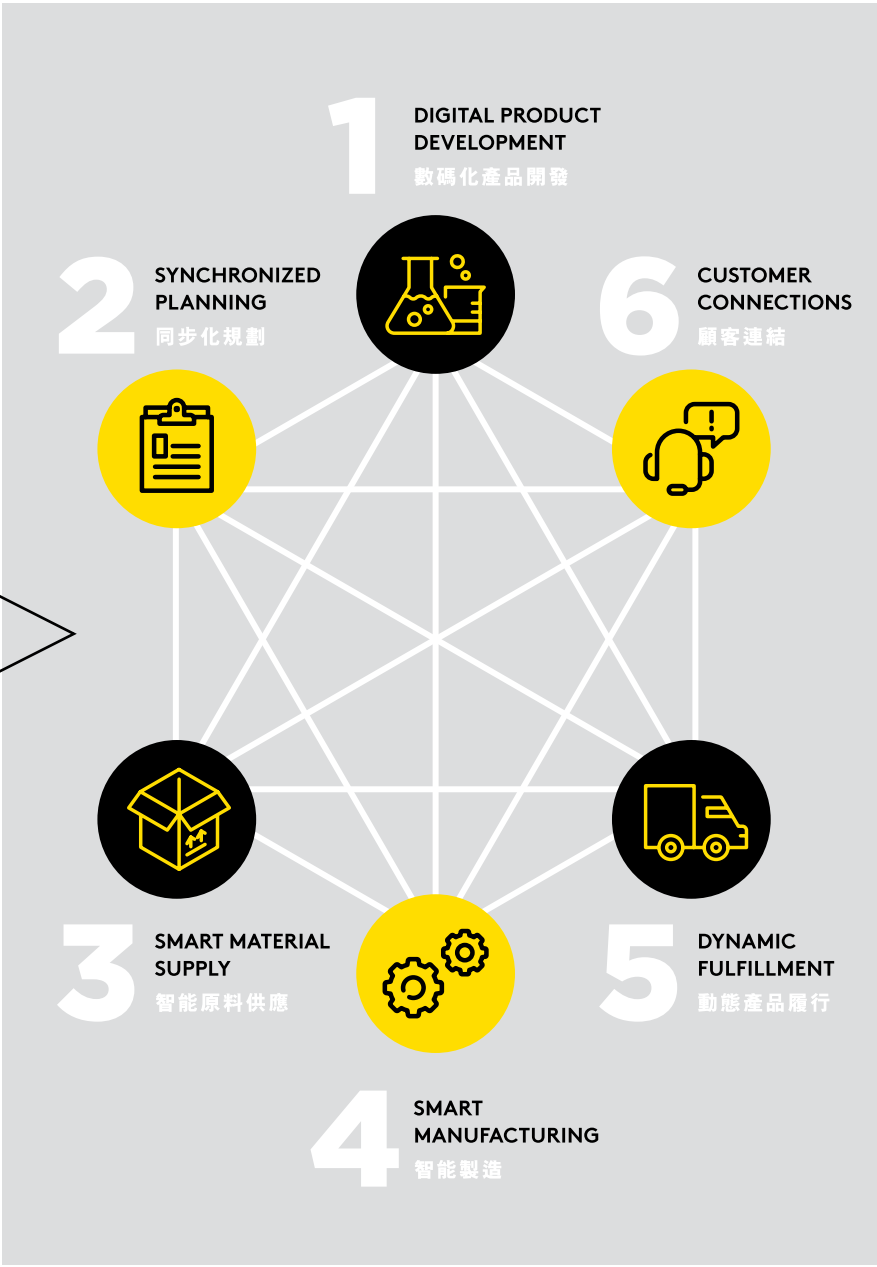 1
DIGITAL PRODUCT
DEVELOPMENT
數碼化產品開發
2
SYNCHRONIZED
PLANNING
同步化規劃
6
CUSTOMER
CONNECTIONS
顧客連結
3
SMART MATERIAL
SUPPLY
智能原料供應
5
DYNAMIC
FULFILLMENT
動態產品履行
4
SMART
MANUFACTURING
智能製造